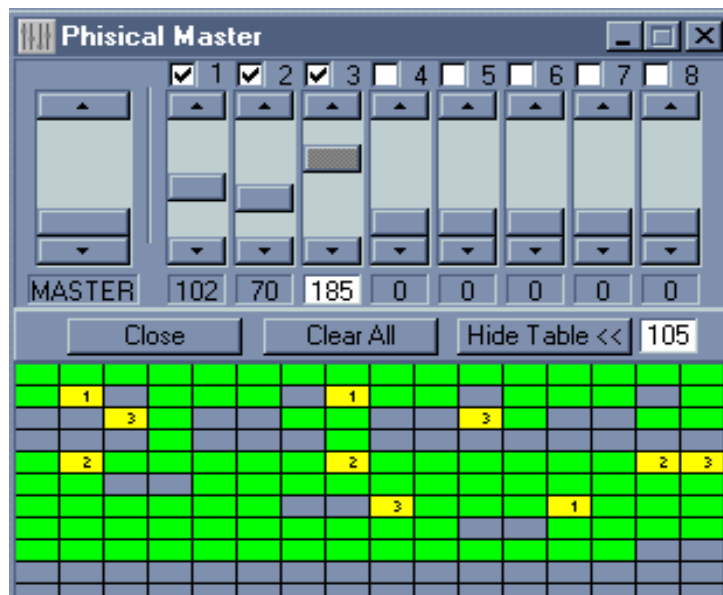 Phisical Master
1 2 3 4 5 6 7 8
MASTER 102 70 185 0 0 0 0 0
Close Clear All Hide Table << 105
1 1
3 3
2 2 2 3
3 1